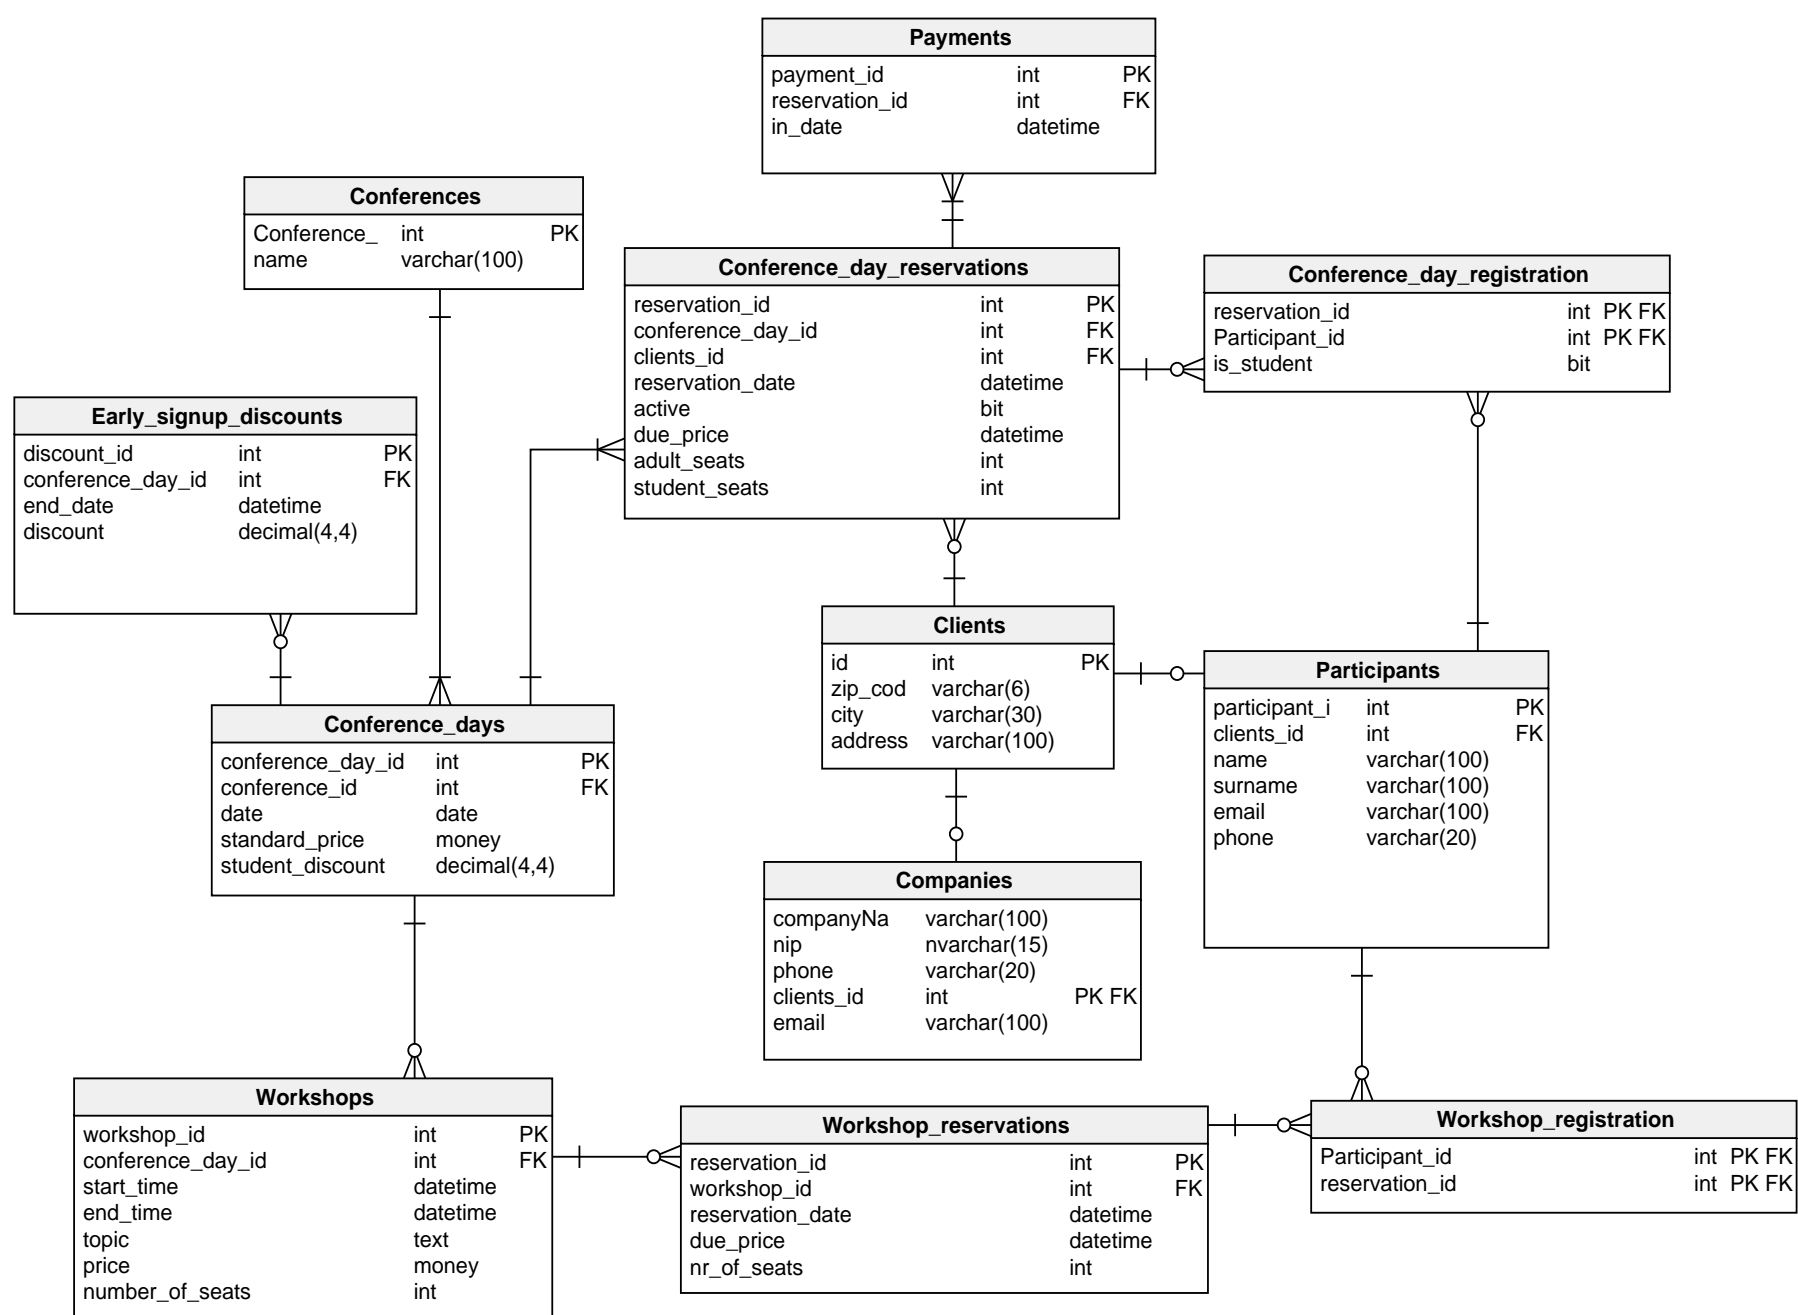 Payments
payment_id int PK
reservation_id int FK
in_date datetime
Conferences
Conference_ int PK
name varchar(100)
Conference_day_reservations
reservation_id int PK
conference_day_id int FK
clients_id int FK
reservation_date datetime
active bit
due_price datetime
adult_seats int
student_seats int
Conference_day_registration
reservation_id int PK FK
Participant_id int PK FK
is_student bit
Early_signup_discounts
discount_id int PK
conference_day_id int FK
end_date datetime
discount decimal(4,4)
Clients
id int PK
zip_cod varchar(6)
city varchar(30)
address varchar(100)
Participants
participant_i int PK
clients_id int FK
name varchar(100)
surname varchar(100)
email varchar(100)
phone varchar(20)
Conference_days
conference_day_id int PK
conference_id int FK
date date
standard_price money
student_discount decimal(4,4)
Companies
companyNa varchar(100)
nip nvarchar(15)
phone varchar(20)
clients_id int PK FK
email varchar(100)
Workshops
workshop_id int PK
conference_day_id int FK
start_time datetime
end_time datetime
topic text
price money
number_of_seats int
Workshop_reservations
reservation_id int PK
workshop_id int FK
reservation_date datetime
due_price datetime
nr_of_seats int
Workshop_registration
Participant_id int PK FK
reservation_id int PK FK